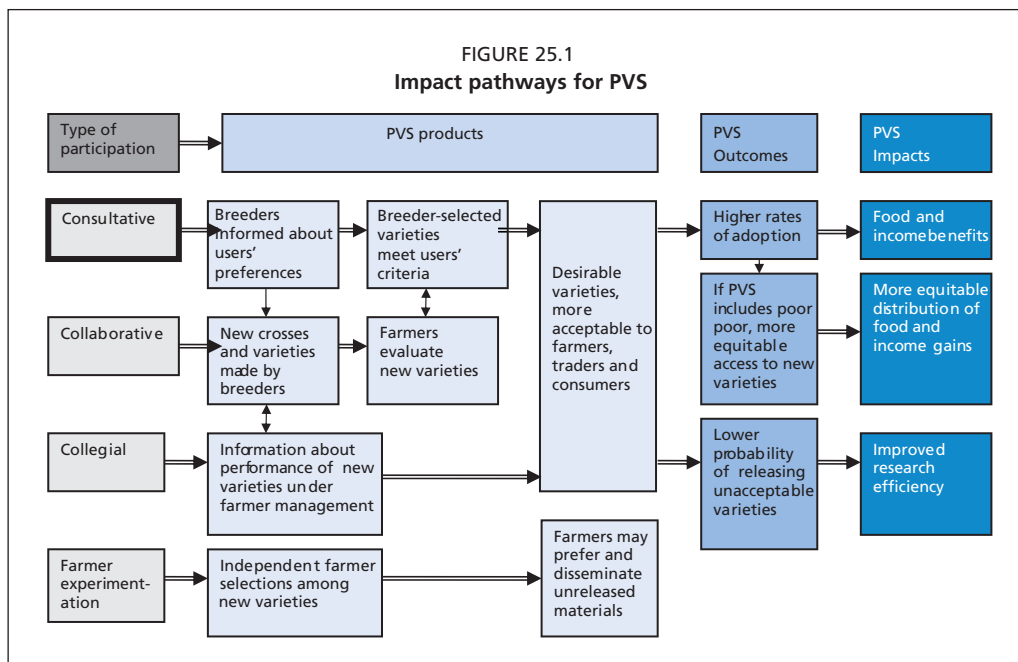 FIGURE 25.1
Impact pathways for PVS
Type of
participation
PVS products
PVS
Outcomes
PVS
Impacts
Consultative
Breeders
informed about
users'
preferences
Breeder-selected
varieties
meet users'
criteria
Desirable
varieties,
more
acceptable to
farmers,
traders and
consumers
Higher rates
of adoption
Food and
incomebenefits
If PVS
includes poor
poor, more
equitable
access to new
varieties
More equitable
distribution of
food and
income gains
Collaborative
New crosses
and varieties
made by
breeders
Farmers
evaluate
new varieties
Collegial
Information about
performance of new
varieties under
farmer management
Lower
probability
of releasing
unacceptable
varieties
Improved
research
efficiency
Farmer
experiment-
ation
Independent farmer
selections among
new varieties
Farmers may
prefer and
disseminate
unreleased
materials